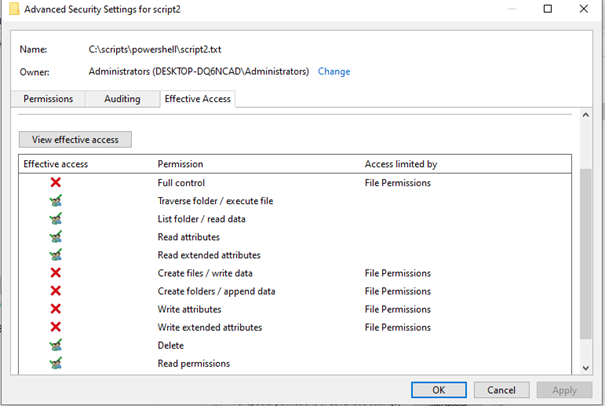 Advanced Security Settings for script2
Name: C:\scripts\powershell\script2.txt
Owner: Administrators (DESKTOP-DQ6NCAD\Administrators) Change
Permissions Auditing Effective Access
View effective access
Effective access Permission Access limited by
Full control File Permissions
Traverse folder / execute file
List folder / read data
Read attributes
Read extended attributes
Create files / write data File Permissions
Create folders / append data File Permissions
Write attributes File Permissions
Write extended attributes File Permissions
Delete
Read permissions
OK Cancel Apply